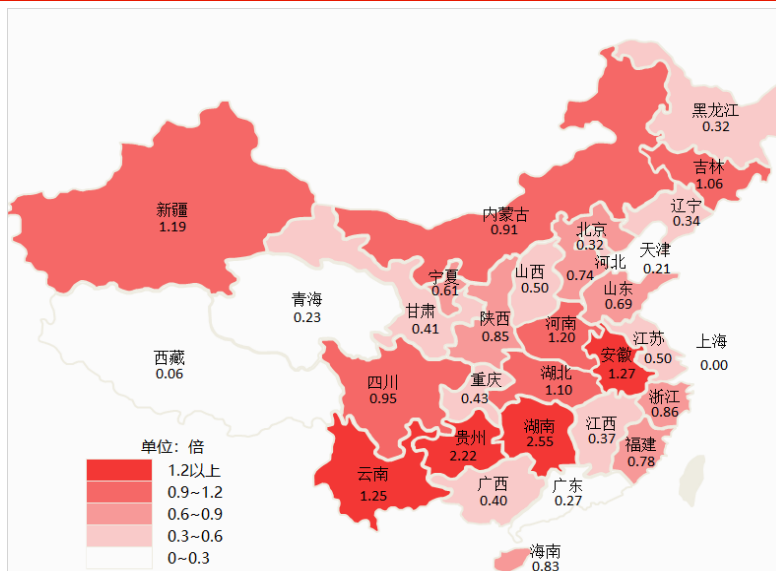 黑龙江
0.32
吉林
1.06
辽宁
0.34
新疆
1.19
内蒙古
0.91
北京
0.32
天津
0.21
河北
0.74
宁夏
0.61
山西
0.50
山东
0.69
青海
0.23
甘肃
0.41
陕西
0.85
河南
1.20
江苏
0.50
上海
0.00
西藏
0.06
四川
0.95
重庆
0.43
湖北
1.10
安徽
1.27
浙江
0.86
贵州
2.22
湖南
2.55
江西
0.37
福建
0.78
云南
1.25
广西
0.40
广东
0.27
海南
0.83
单位：倍
1.2以上
0.9~1.2
0.6~0.9
0.3~0.6
0~0.3